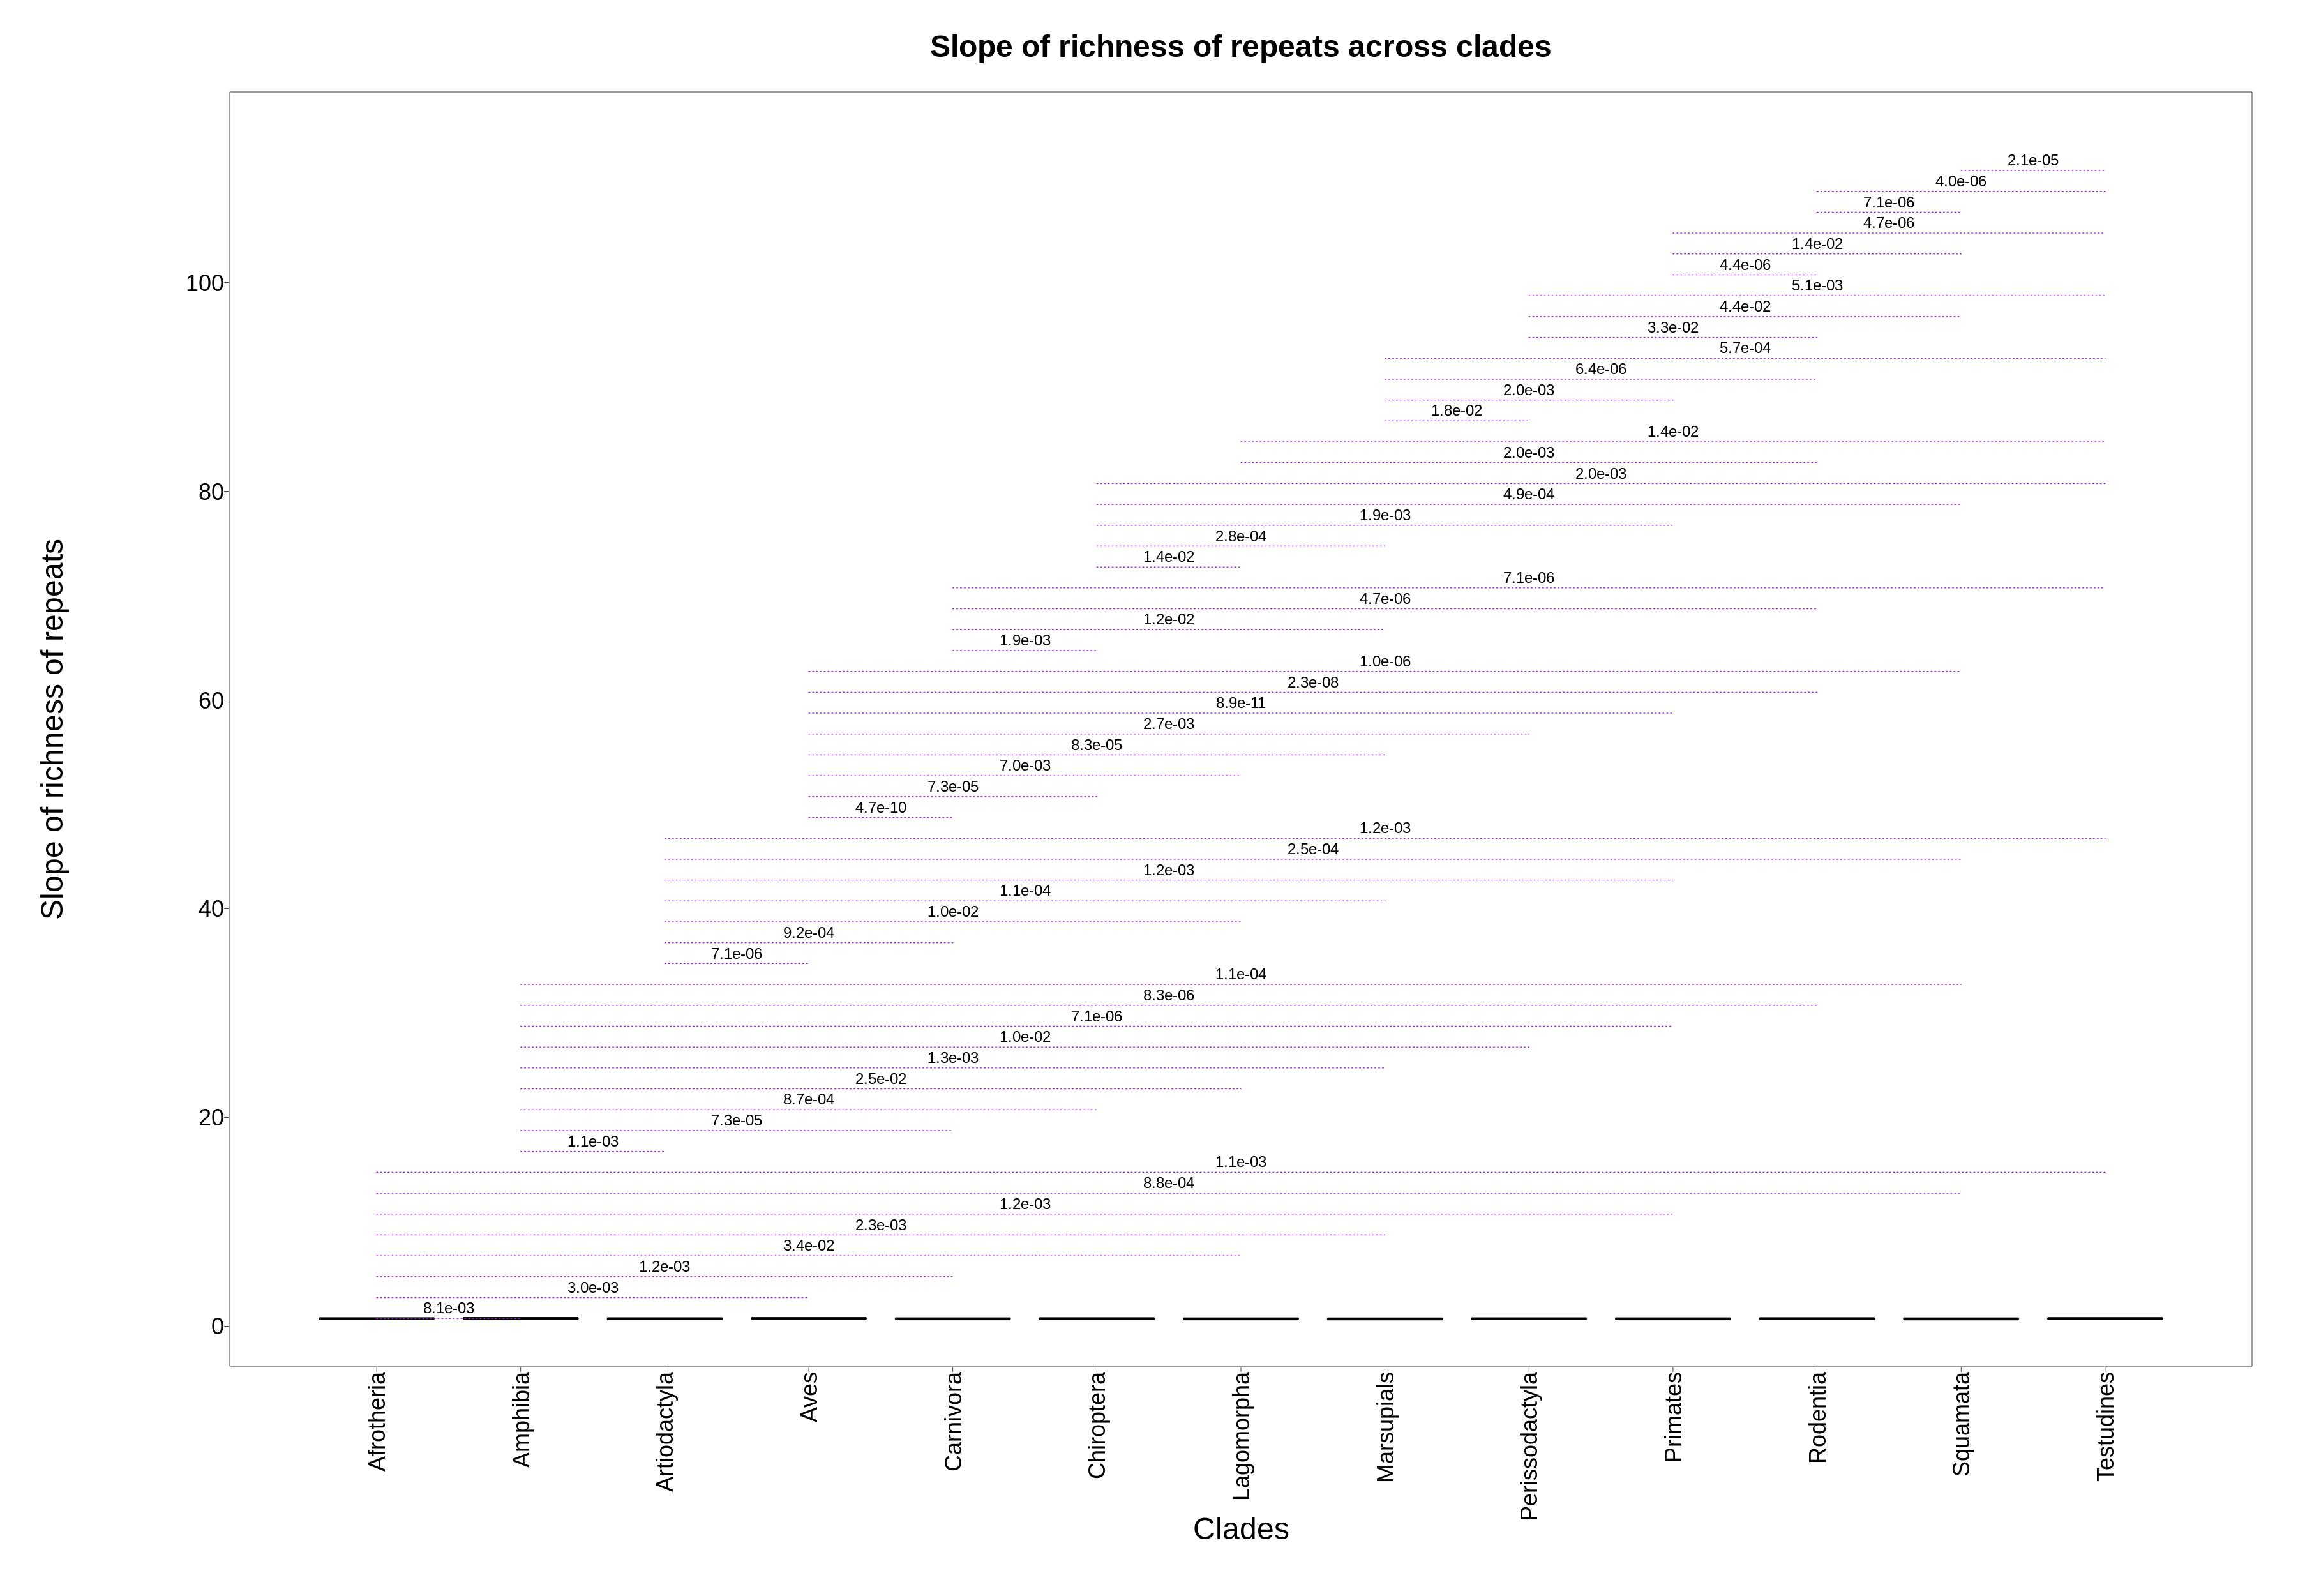 Slope of richness of repeats across clades
Slope of richness of repeats
2.1e-05
4.0e-06
7.1e-06
4.7e-06
1.4e-02
4.4e-06
5.1e-03
4.4e-02
3.3e-02
5.7e-04
6.4e-06
2.0e-03
1.8e-02
1.4e-02
2.0e-03
2.0e-03
4.9e-04
1.9e-03
2.8e-04
1.4e-02
7.1e-06
4.7e-06
1.2e-02
1.9e-03
1.0e-06
2.3e-08
8.9e-11
2.7e-03
8.3e-05
7.0e-03
7.3e-05
4.7e-10
1.2e-03
2.5e-04
1.2e-03
1.1e-04
1.0e-02
9.2e-04
7.1e-06
1.1e-04
8.3e-06
7.1e-06
1.0e-02
1.3e-03
2.5e-02
8.7e-04
7.3e-05
1.1e-03
1.1e-03
8.8e-04
1.2e-03
2.3e-03
3.4e-02
1.2e-03
3.0e-03
8.1e-03
100
80
60
40
20
0
Afrotheria
Amphibia
Artiodactyla
Aves
Carnivora
Chiroptera
Lagomorpha
Marsupials
Perissodactyla
Primates
Rodentia
Squamata
Testudines
Clades